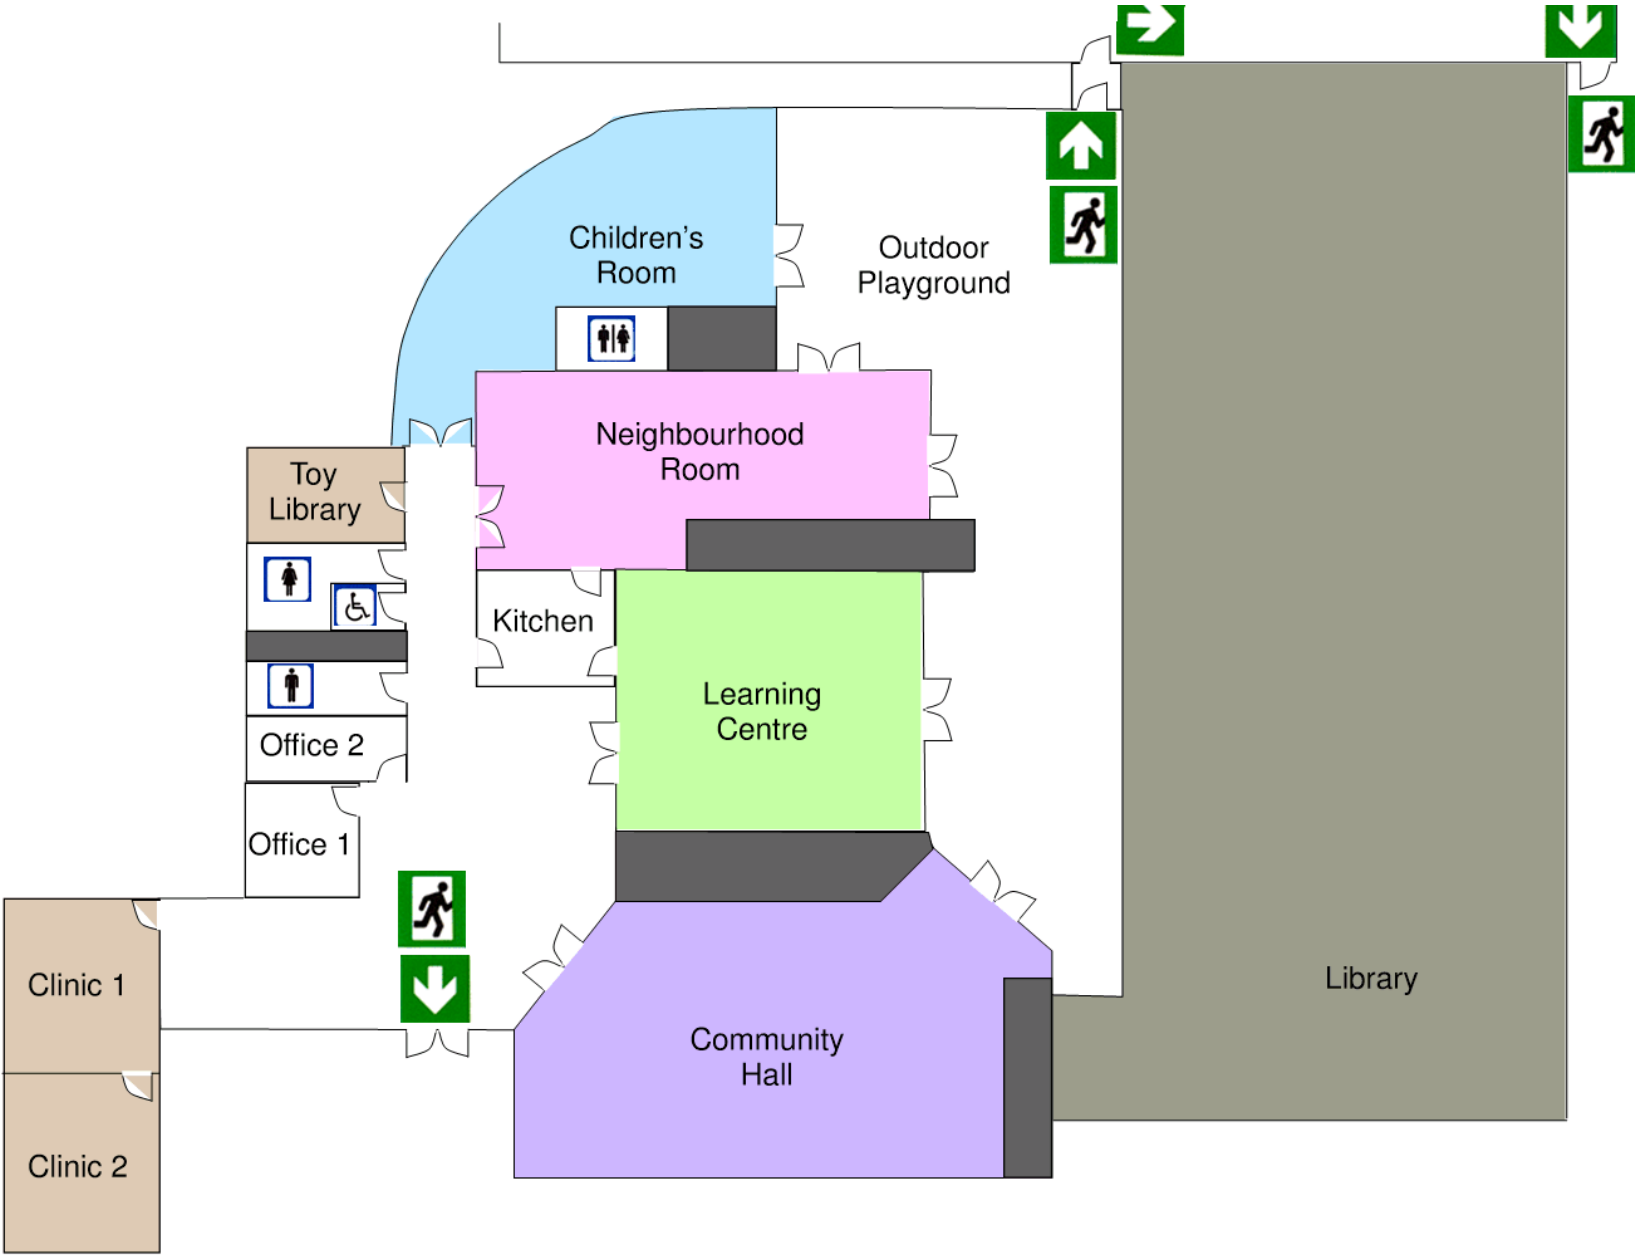 Children's
Room
Outdoor
Playground
Neighbourhood
Room
Toy
Library
Kitchen
Learning
Centre
Office 2
Office 1
Clinic 1
Library
Community
Hall
Clinic 2